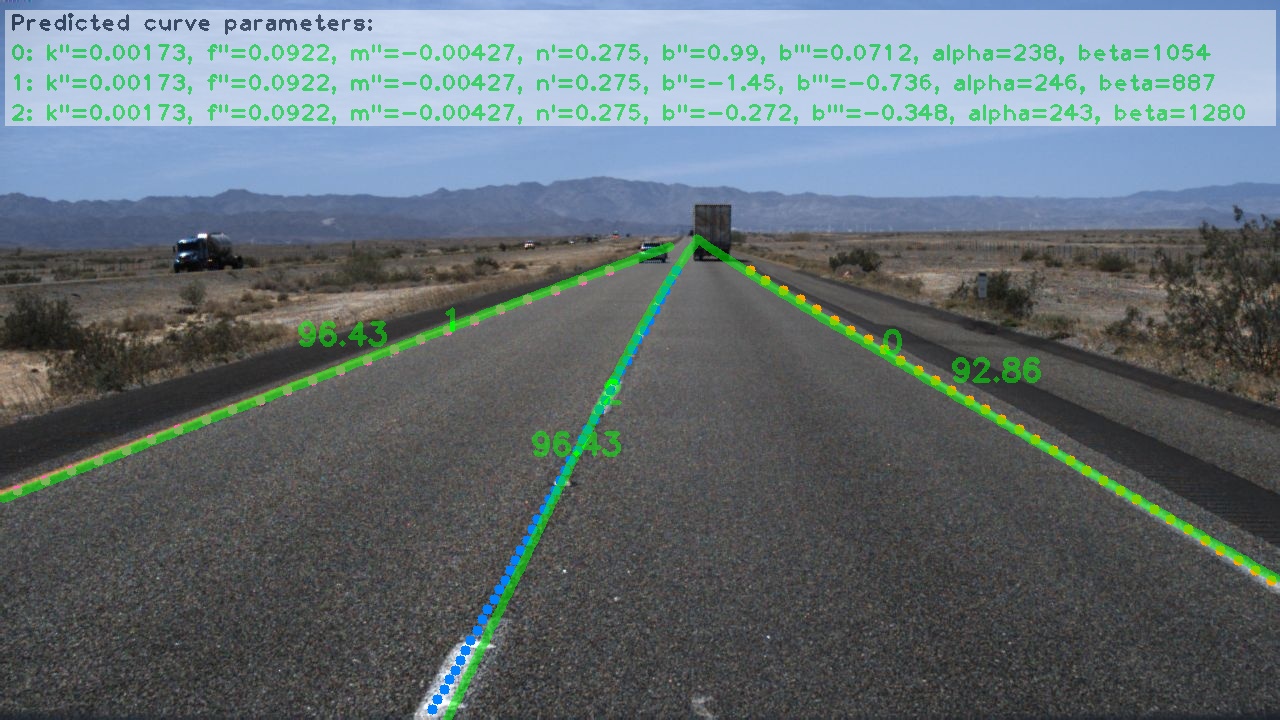 Predicted curve parameters:
0: k''=0.00173, f''=0.0922, m''=-0.00427, n'=0.275, b''=0.99, b'''=0.0712, alpha=238, beta=1054
1: k''=0.00173, f''=0.0922, m''=-0.00427, n'=0.275, b''=-1.45, b'''=-0.736, alpha=246, beta=887
2: k''=0.00173, f''=0.0922, m''=-0.00427, n'=0.275, b''=-0.272, b'''=-0.348, alpha=243, beta=1280
1
96.43
0
92.86
2
96.43